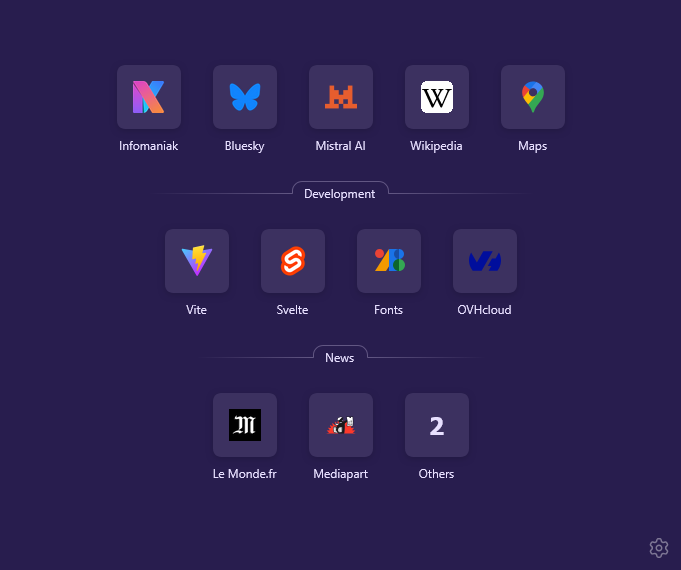 Infomaniak
Bluesky
Mistral AI
W
Wikipedia
Maps
Development
Vite
Svelte
Fonts
OVHcloud
News
M
Le Monde.fr
Mediapart
2
Others